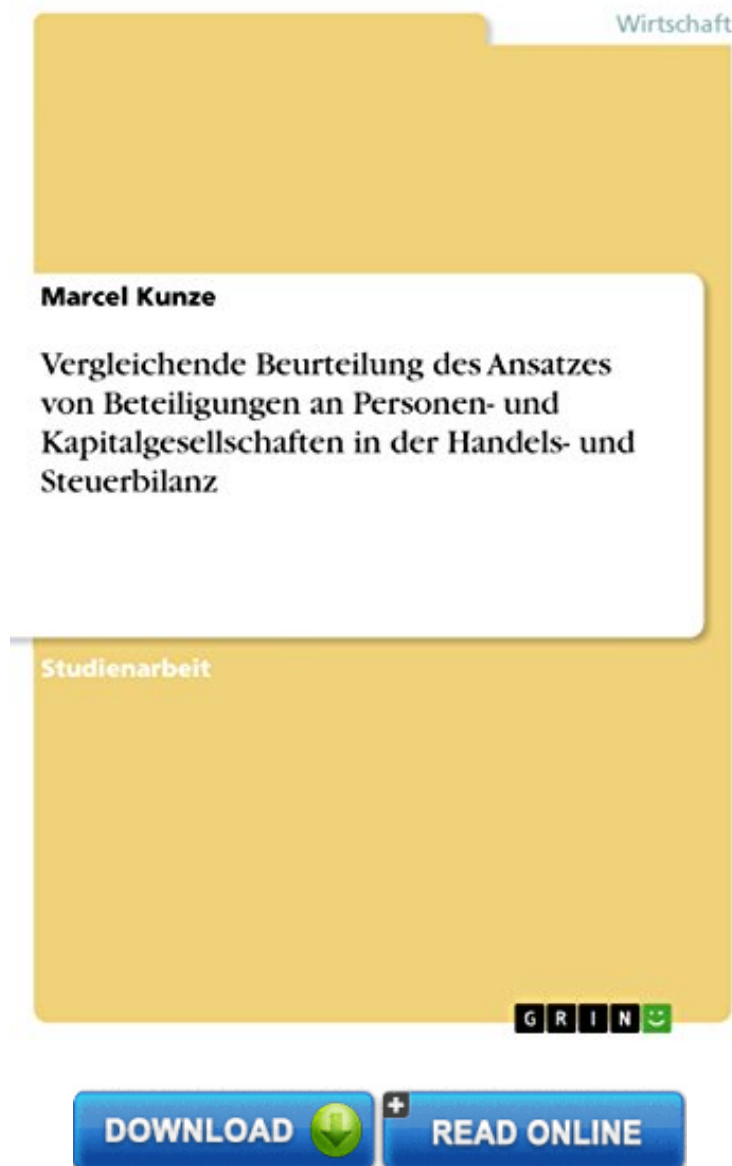 Wirtschaft
Marcel Kunze
Vergleichende Beurteilung des Ansatzes
von Beteiligungen an Personen- und
Kapitalgesellschaften in der Handels- und
Steuerbilanz
Studienarbeit
GRIN
DOWNLOAD
READ ONLINE